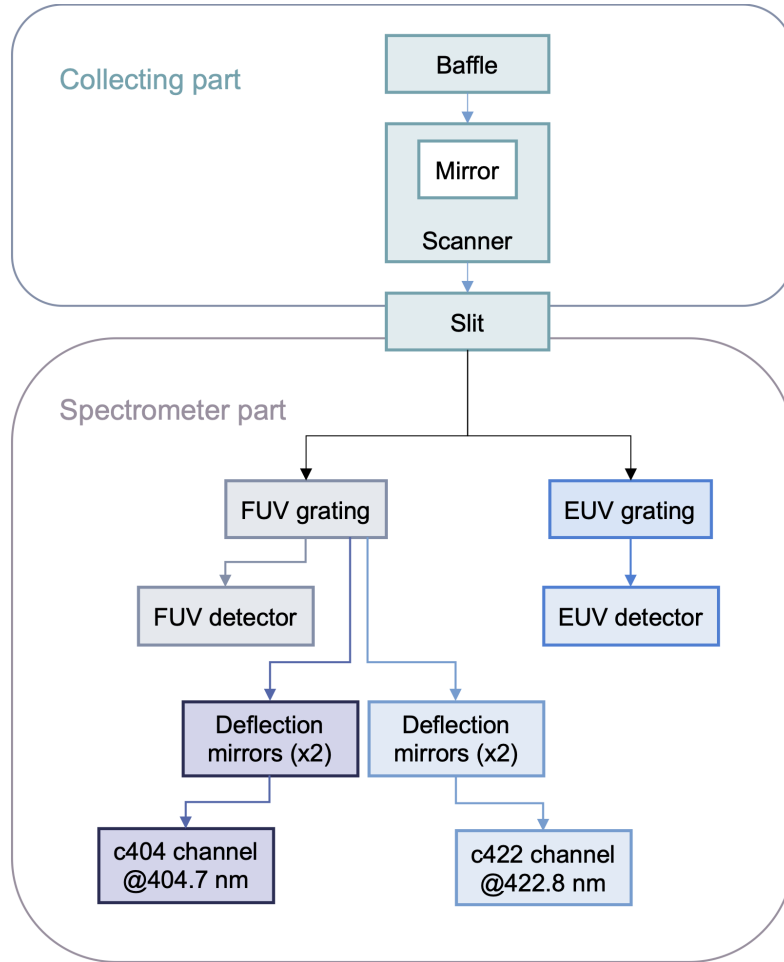 Collecting part
Baffle
Mirror
Scanner
Slit
Spectrometer part
FUV grating
EUV grating
FUV detector
EUV detector
Deflection
mirrors (x2)
Deflection
mirrors (x2)
c404 channel
@404.7 nm
c422 channel
@422.8 nm